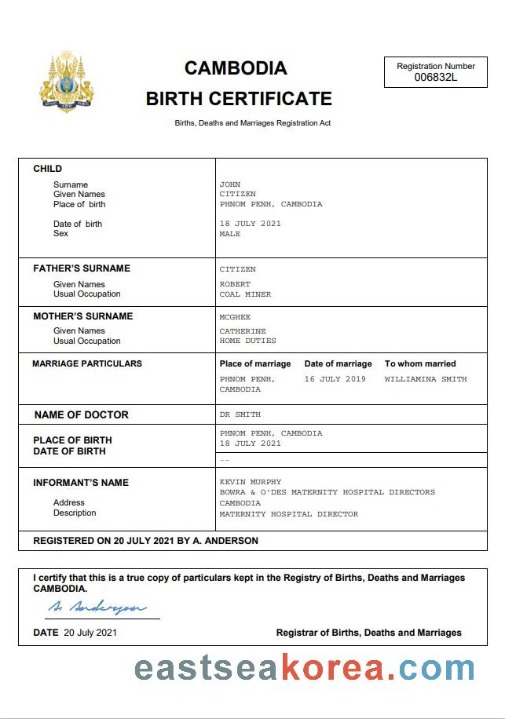 CAMBODIA
BIRTH CERTIFICATE
Births, Deaths and Marriages Registration Act
Registration Number
006832L
CHILD
Surname JOHN
Given Names CITIZEN
Place of birth PHNOM PENH, CAMBODIA
Date of birth 18 JULY 2021
Sex MALE
FATHER'S SURNAME CITIZEN
Given Names ROBERT
Usual Occupation COAL MINER
MOTHER'S SURNAME MCGHEE
Given Names CATHERINE
Usual Occupation HOME DUTIES
MARRIAGE PARTICULARS Place of marriage Date of marriage To whom married
PHNOM PENH, 16 JULY 2019 WILLIAMINA SMITH
CAMBODIA
NAME OF DOCTOR DR SMITH
PLACE OF BIRTH PHNOM PENH, CAMBODIA
DATE OF BIRTH 18 JULY 2021
--
INFORMANT'S NAME KEVIN MURPHY
BOWRA & O'DES MATERNITY HOSPITAL DIRECTORS
Address CAMBODIA
Description MATERNITY HOSPITAL DIRECTOR
REGISTERED ON 20 JULY 2021 BY A. ANDERSON
I certify that this is a true copy of particulars kept in the Registry of Births, Deaths and Marriages
CAMBODIA.
A. Anderson
DATE 20 July 2021 Registrar of Births, Deaths and Marriages
eastseakorea.com